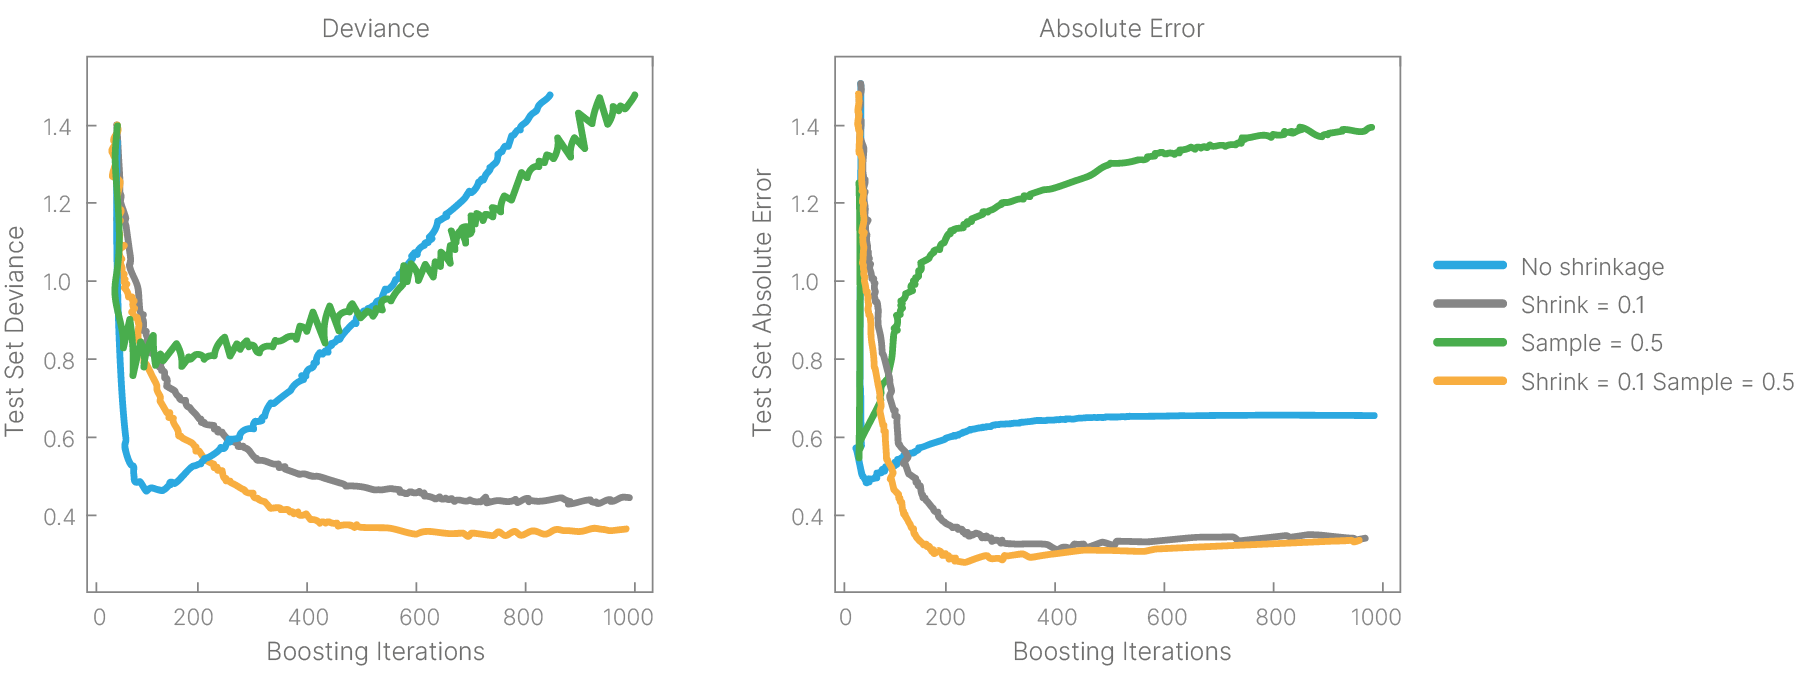 Deviance
Test Set Deviance
1.4
1.2
1.0
0.8
0.6
0.4
0 200 400 600 800 1000
Boosting Iterations
Absolute Error
Test Set Absolute Error
1.4
1.2
1.0
0.8
0.6
0.4
0 200 400 600 800 1000
Boosting Iterations
No shrinkage
Shrink = 0.1
Sample = 0.5
Shrink = 0.1 Sample = 0.5